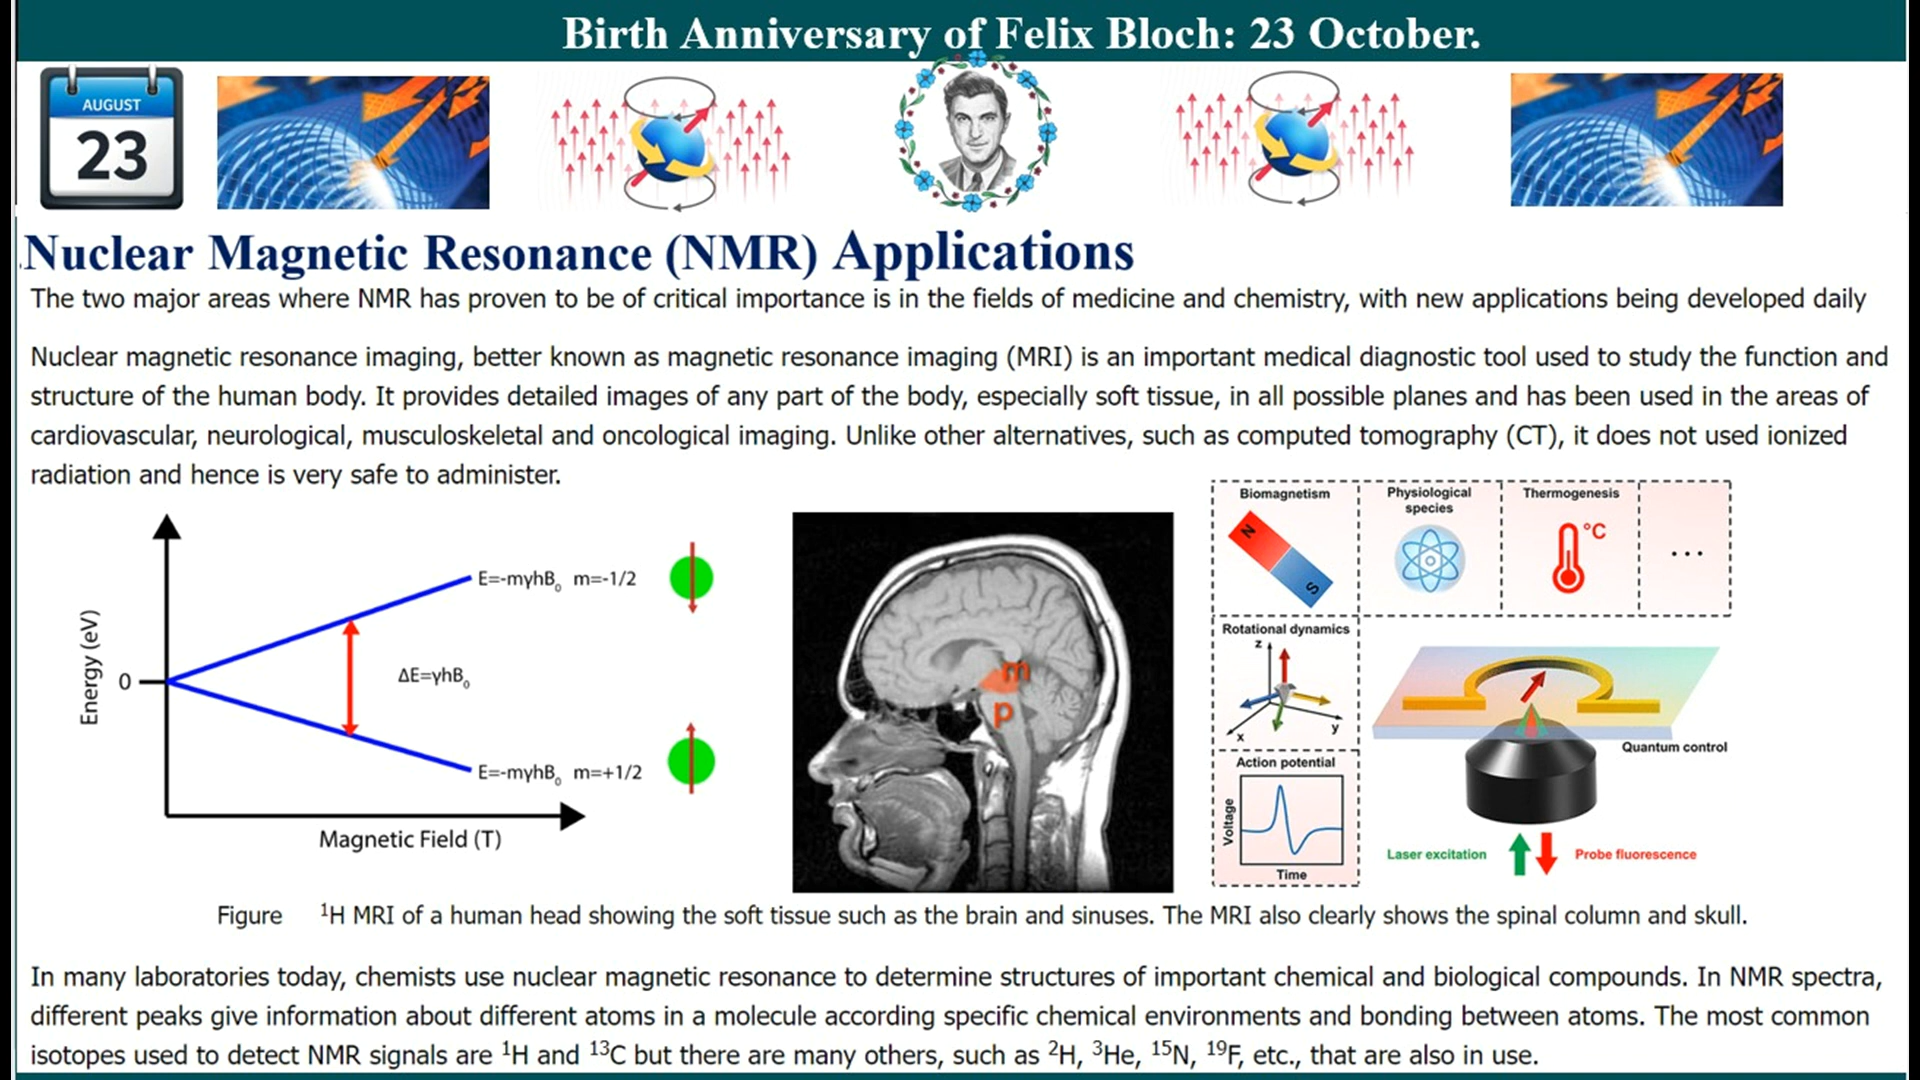 Birth Anniversary of Felix Bloch: 23 October.
AUGUST
23
Nuclear Magnetic Resonance (NMR) Applications
The two major areas where NMR has proven to be of critical importance is in the fields of medicine and chemistry, with new applications being developed daily
Nuclear magnetic resonance imaging, better known as magnetic resonance imaging (MRI) is an important medical diagnostic tool used to study the function and
structure of the human body. It provides detailed images of any part of the body, especially soft tissue, in all possible planes and has been used in the areas of
cardiovascular, neurological, musculoskeletal and oncological imaging. Unlike other alternatives, such as computed tomography (CT), it does not used ionized
radiation and hence is very safe to administer.
Energy (eV)
0
E=-mγhB₀ m=-1/2
ΔE=γhB₀
E=-mγhB₀ m=+1/2
Magnetic Field (T)
m
p
Biomagnetism
N
S
Physiological
species
Thermogenesis
°C
...
Rotational dynamics
z
x
y
Quantum control
Action potential
Voltage
Time
Laser excitation
Probe fluorescence
Figure ¹H MRI of a human head showing the soft tissue such as the brain and sinuses. The MRI also clearly shows the spinal column and skull.
In many laboratories today, chemists use nuclear magnetic resonance to determine structures of important chemical and biological compounds. In NMR spectra,
different peaks give information about different atoms in a molecule according specific chemical environments and bonding between atoms. The most common
isotopes used to detect NMR signals are ¹H and ¹³C but there are many others, such as ²H, ³He, ¹⁵N, ¹⁹F, etc., that are also in use.